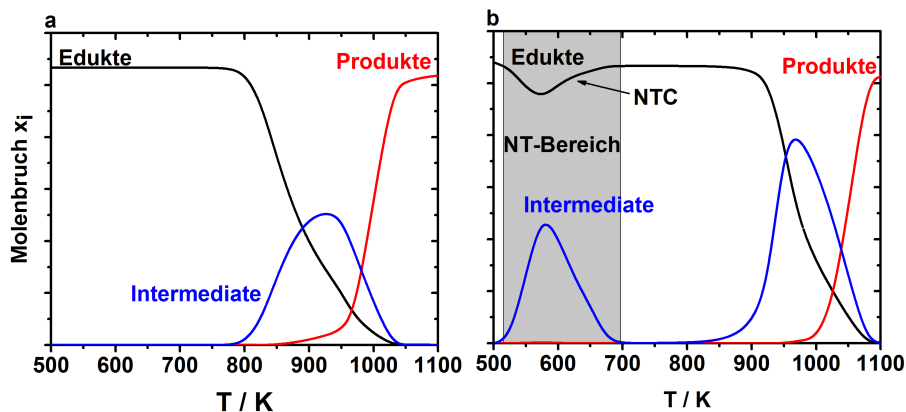 a
Edukte
Produkte
Intermediate
Molenbruch xi
500 600 700 800 900 1000 1100
T / K
b
Edukte
Produkte
NTC
NT-Bereich
Intermediate
500 600 700 800 900 1000 1100
T / K